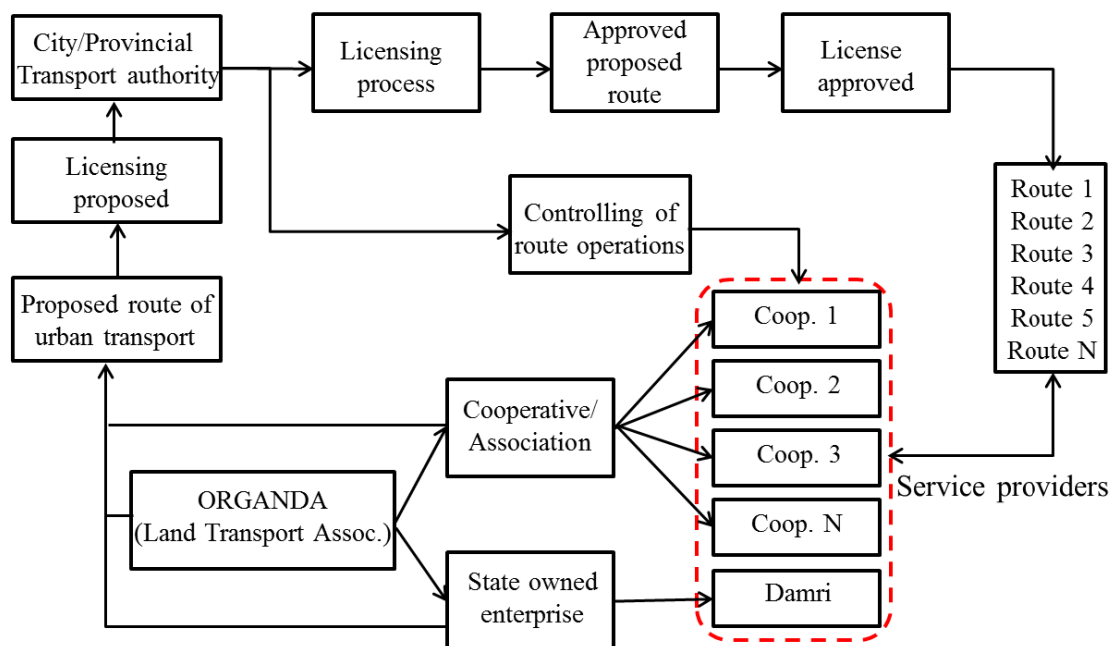 City/Provincial
Transport authority
Licensing
process
Approved
proposed
route
License
approved
Licensing
proposed
Controlling of
route operations
Route 1
Route 2
Route 3
Route 4
Route 5
Route N
Proposed route of
urban transport
Coop. 1
Coop. 2
Coop. 3
Coop. N
Damri
Cooperative/
Association
Service providers
ORGANDA
(Land Transport Assoc.)
State owned
enterprise